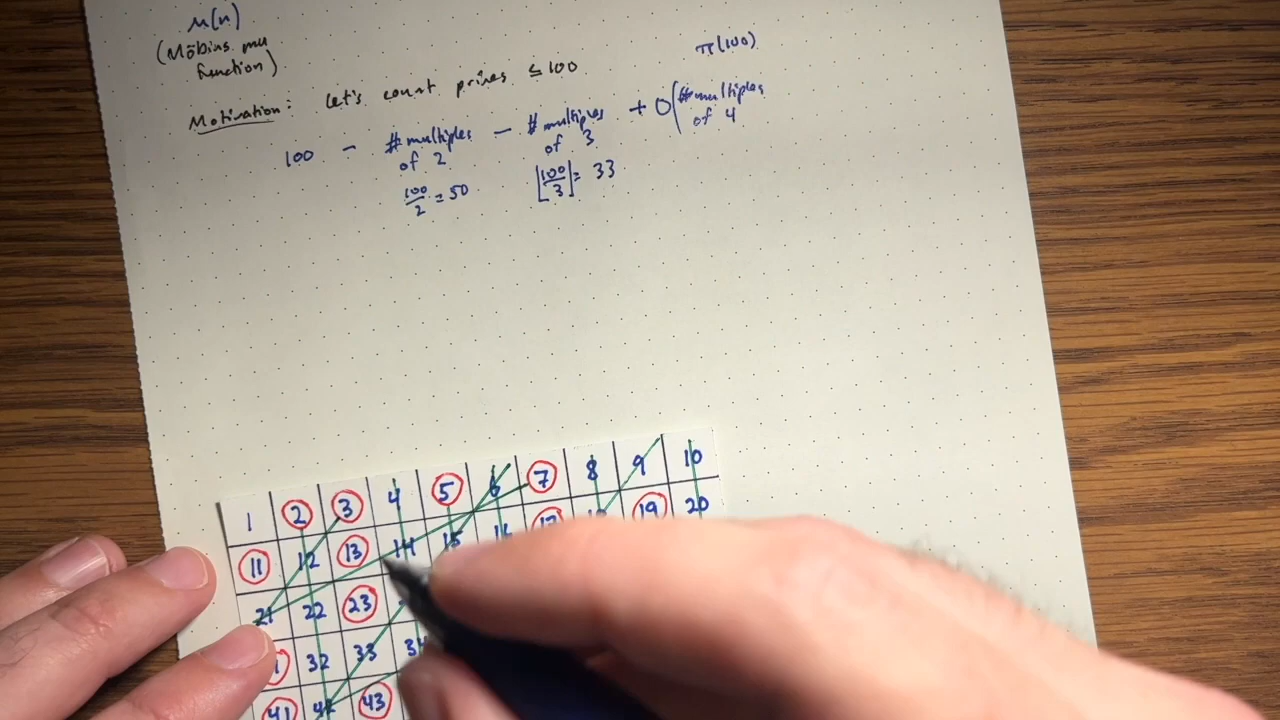 μ(n)
(Möbius mu
function)
π(100)
Motivation: Let's count primes ≤ 100
100 - # multiples of 2 - # multiples of 3 + 0(# multiples of 4
100/2 = 50
⌊100/3⌋ = 33
1 2 3 4 5 6 7 8 9 10
11 12 13 14 15 16 19 20
21 22 23
32 33 34
41 42 43